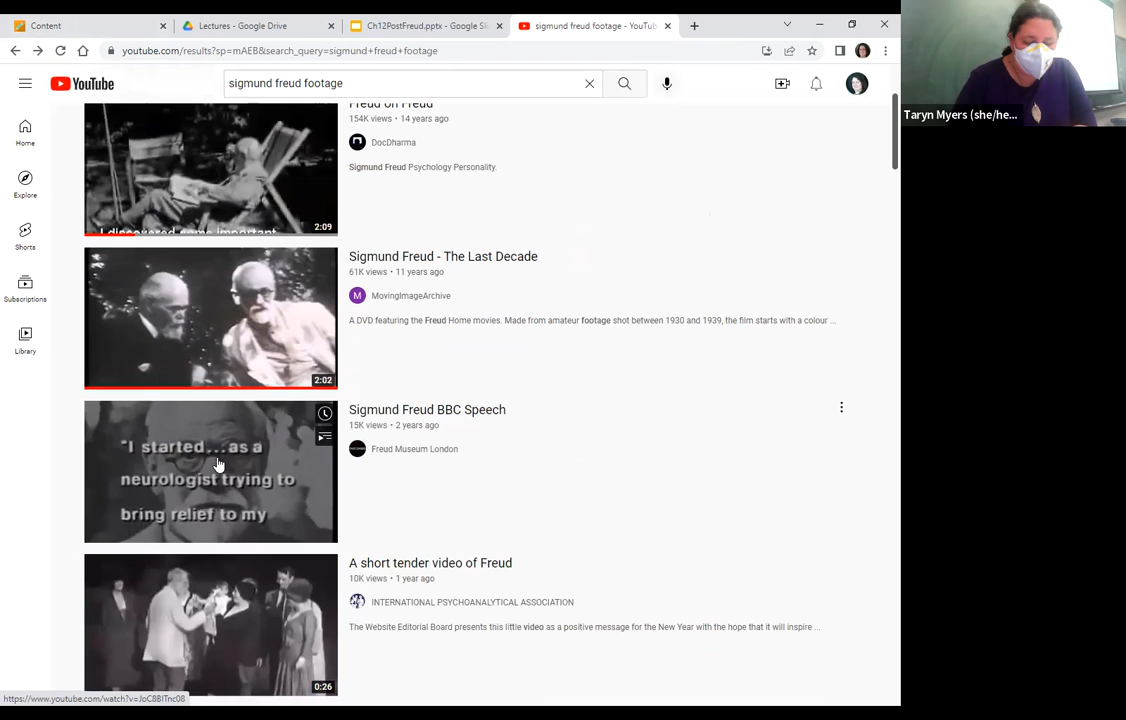 Content
Lectures - Google Drive
Ch12PostFreud.pptx - Google Sl
sigmund freud footage - YouTub
youtube.com/results?sp=mAEB&search_query=sigmund+freud+footage
YouTube
sigmund freud footage
Taryn Myers (she/he...
Home
Explore
Shorts
Subscriptions
Library
Freud on Freud
154K views • 14 years ago
DocDharma
Sigmund Freud Psychology Personality.
I discovered some important
2:09
Sigmund Freud - The Last Decade
61K views • 11 years ago
M MovingImageArchive
A DVD featuring the Freud Home movies. Made from amateur footage shot between 1930 and 1939, the film starts with a colour ...
2:02
Sigmund Freud BBC Speech
15K views • 2 years ago
Freud Museum London
"I started...as a
neurologist trying to
bring relief to my
A short tender video of Freud
10K views • 1 year ago
INTERNATIONAL PSYCHOANALYTICAL ASSOCIATION
The Website Editorial Board presents this little video as a positive message for the New Year with the hope that it will inspire ...
0:26
https://www.youtube.com/watch?v=JoC8BlTnc08